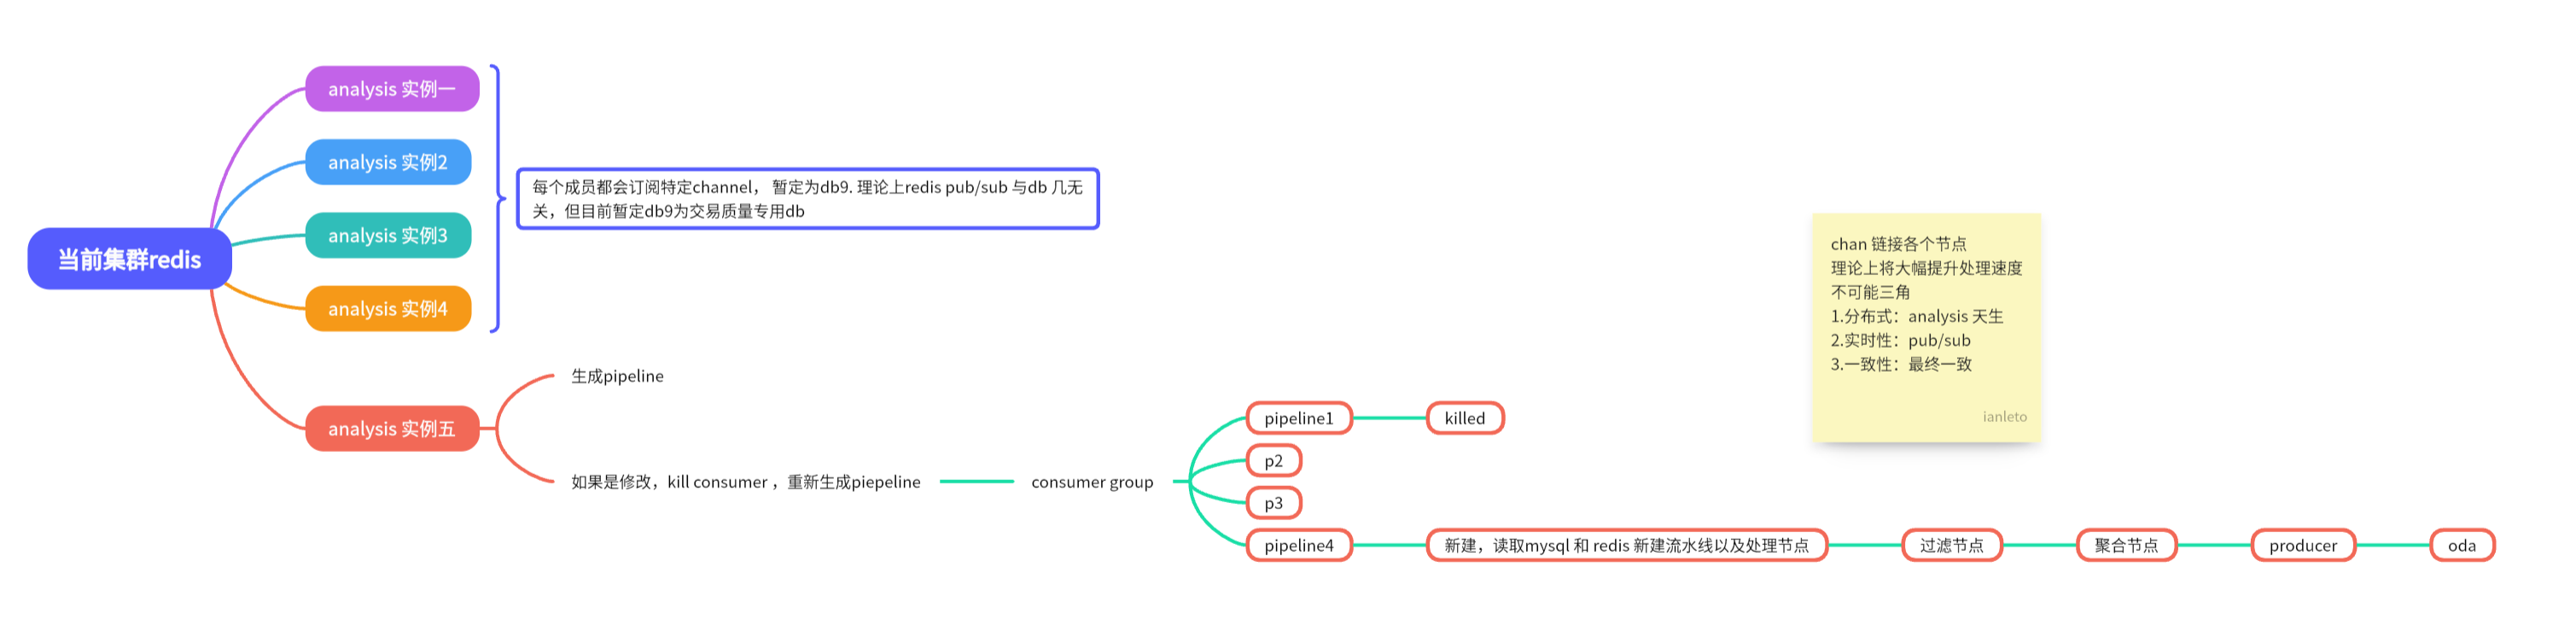 当前集群redis
analysis 实例一
analysis 实例2
analysis 实例3
analysis 实例4
每个成员都会订阅特定channel， 暂定为db9. 理论上redis pub/sub 与db 几无
关，但目前暂定db9为交易质量专用db
analysis 实例五
生成pipeline
如果是修改，kill consumer ，重新生成piepeline
consumer group
pipeline1
killed
p2
p3
pipeline4
新建，读取mysql 和 redis 新建流水线以及处理节点
过滤节点
聚合节点
producer
oda
chan 链接各个节点
理论上将大幅提升处理速度
不可能三角
1.分布式：analysis 天生
2.实时性：pub/sub
3.一致性：最终一致
ianleto